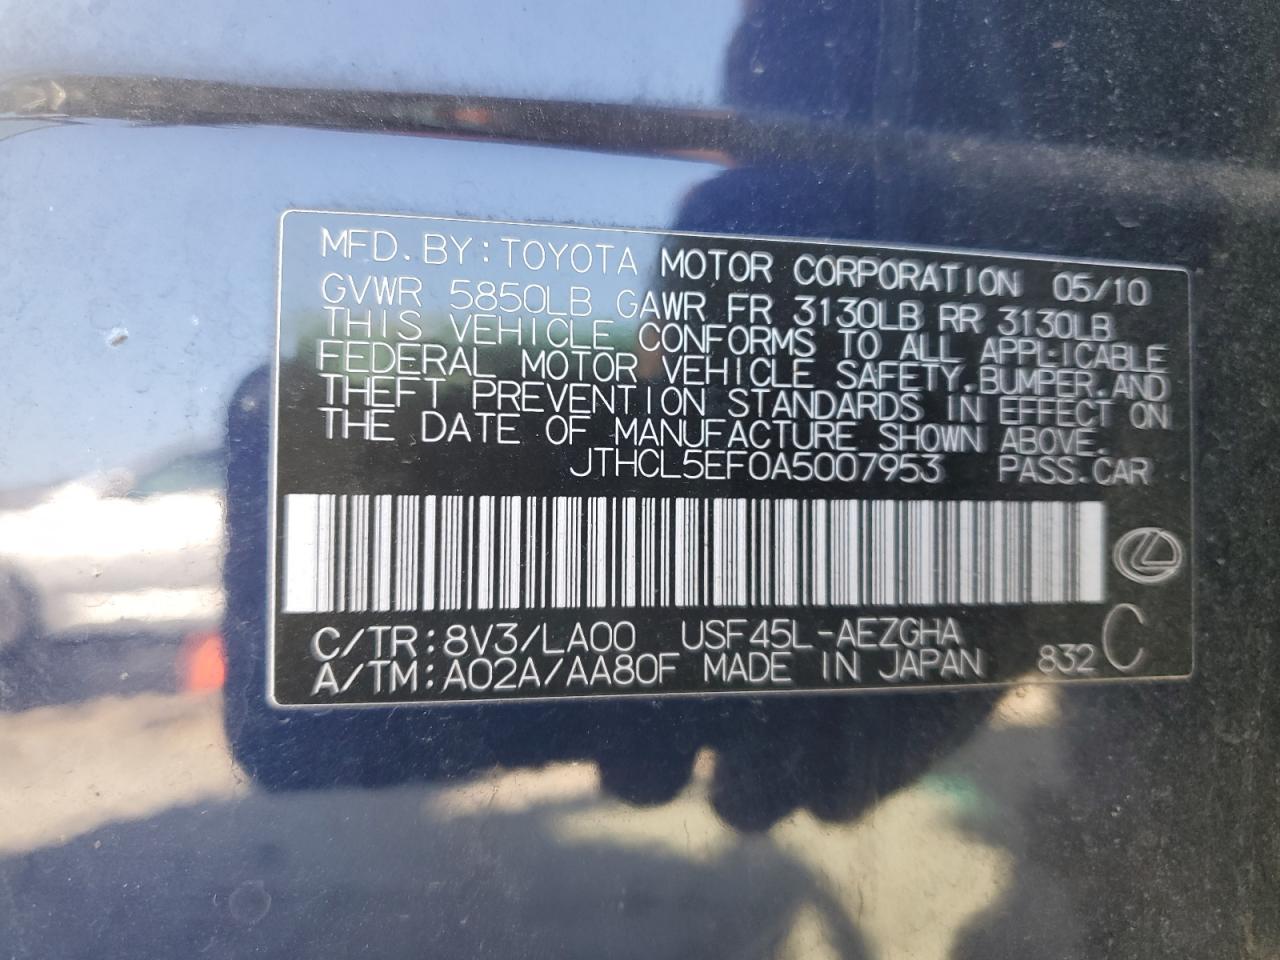 MFD. BY: TOYOTA MOTOR CORPORATION 05/10
GVWR 5850LB GAWR FR 3130LB RR 3130LB
THIS VEHICLE CONFORMS TO ALL APPLICABLE
FEDERAL MOTOR VEHICLE SAFETY, BUMPER, AND
THEFT PREVENTION STANDARDS IN EFFECT ON
THE DATE OF MANUFACTURE SHOWN ABOVE.
JTHCL5EF0A5007953 PASS. CAR
C/TR: 8V3/LA00 USF45L-AEZGHA
A/TM: A02A/AA80F MADE IN JAPAN 832 C